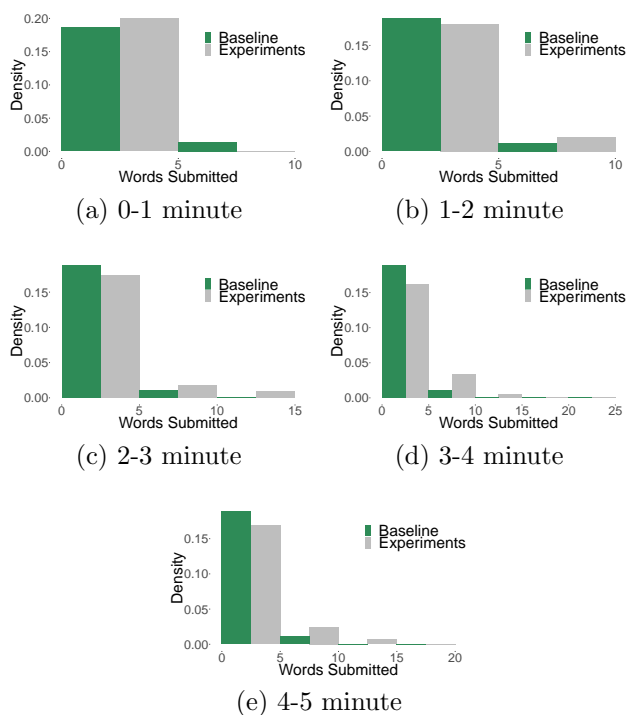 Baseline
Experiments
0.20
0.15
0.10
0.05
0.00
Density
0 5 10
Words Submitted
(a) 0-1 minute
Baseline
Experiments
0.15
0.10
0.05
0.00
Density
0 5 10
Words Submitted
(b) 1-2 minute
Baseline
Experiments
0.15
0.10
0.05
0.00
Density
0 5 10 15
Words Submitted
(c) 2-3 minute
Baseline
Experiments
0.15
0.10
0.05
0.00
Density
0 5 10 15 20 25
Words Submitted
(d) 3-4 minute
Baseline
Experiments
0.15
0.10
0.05
0.00
Density
0 5 10 15 20
Words Submitted
(e) 4-5 minute